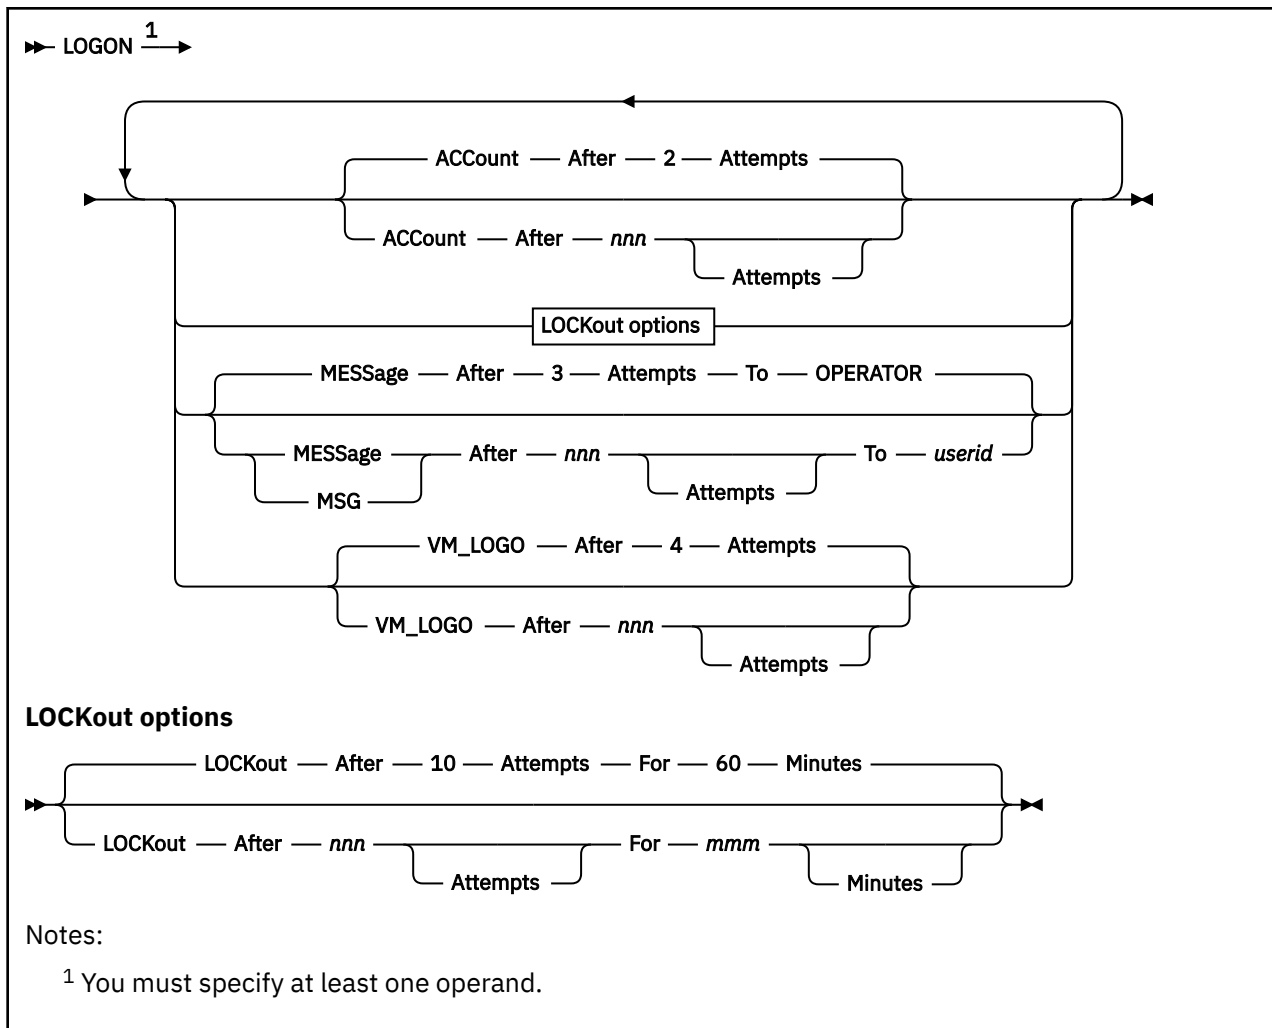 LOGON 1
ACCount After 2 Attempts
ACCount After nnn
Attempts
LOCKout options
MESSage After 3 Attempts To OPERATOR
MESSage After nnn To userid
Attempts
MSG
VM_LOGO After 4 Attempts
VM_LOGO After nnn
Attempts
LOCKout options
LOCKout After 10 Attempts For 60 Minutes
LOCKout After nnn For mmm
Attempts Minutes
Notes:
1 You must specify at least one operand.